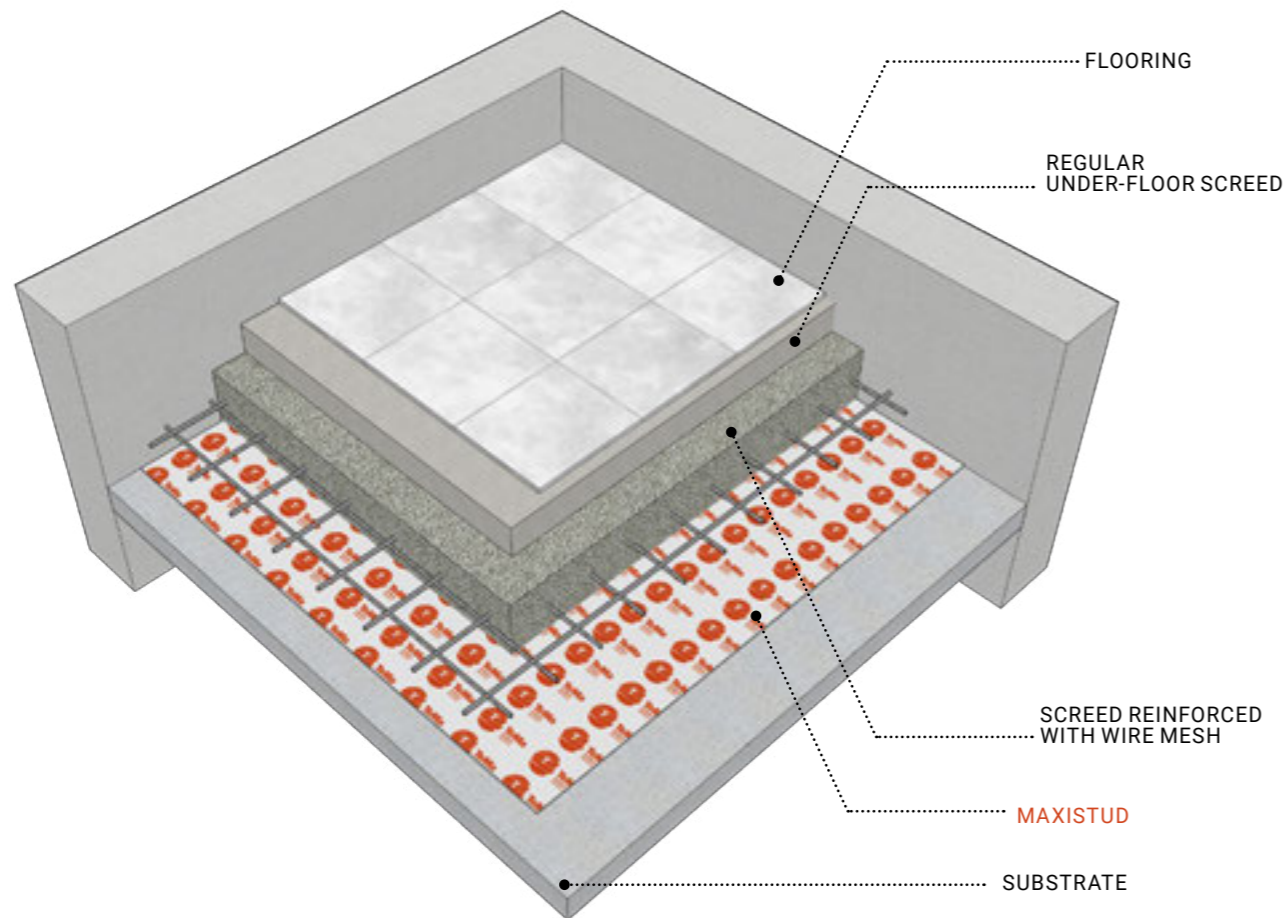 FLOORING
REGULAR
UNDER-FLOOR SCREED
SCREED REINFORCED
WITH WIRE MESH
MAXISTUD
SUBSTRATE